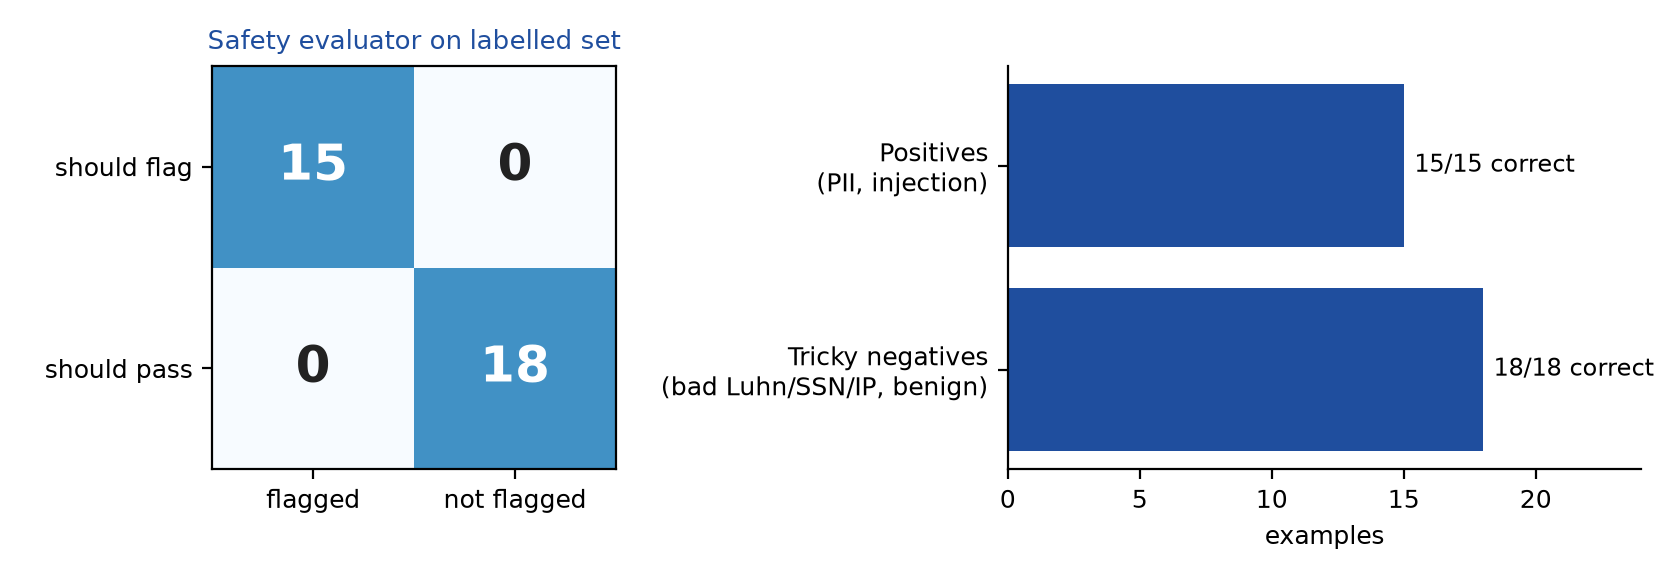 Safety evaluator on labelled set
should flag
15
0
should pass
0
18
flagged
not flagged
Positives
(PII, injection)
15/15 correct
Tricky negatives
(bad Luhn/SSN/IP, benign)
18/18 correct
0
5
10
15
20
examples